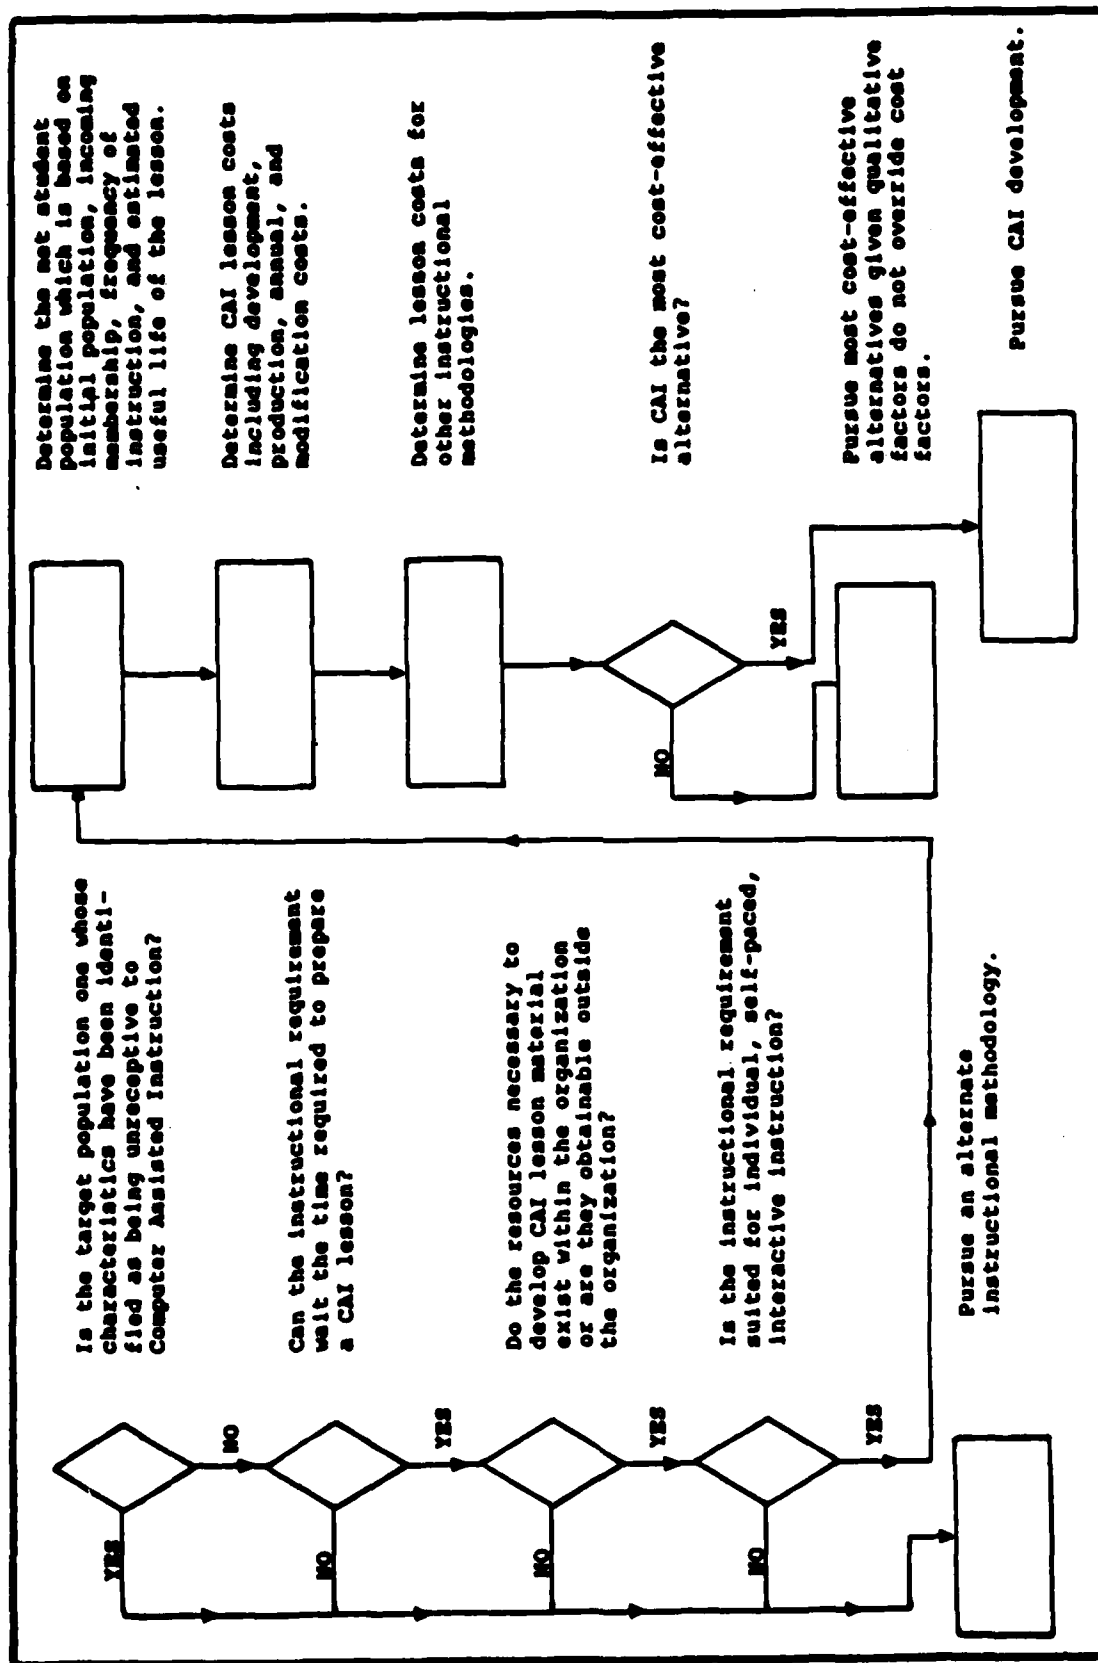 Is the target population one whose
characteristics have been identi-
fied as being unreceptive to
Computer Assisted Instruction?
YES
NO
Can the instructional requirement
wait the time required to prepare
a CAI lesson?
NO
YES
Do the resources necessary to
develop CAI lesson material
exist within the organization
or are they obtainable outside
the organization?
NO
YES
Is the instructional requirement
suited for individual, self-paced,
interactive instruction?
NO
YES
Pursue an alternate
instructional methodology.
Determine the net student
population which is based on
initial population, incoming
membership, frequency of
instruction, and estimated
useful life of the lesson.
Determine CAI lesson costs
including development,
production, annual, and
modification costs.
Determine lesson costs for
other instructional
methodologies.
Is CAI the most cost-effective
alternative?
NO
YES
Pursue most cost-effective
alternatives given qualitative
factors do not override cost
factors.
Pursue CAI development.